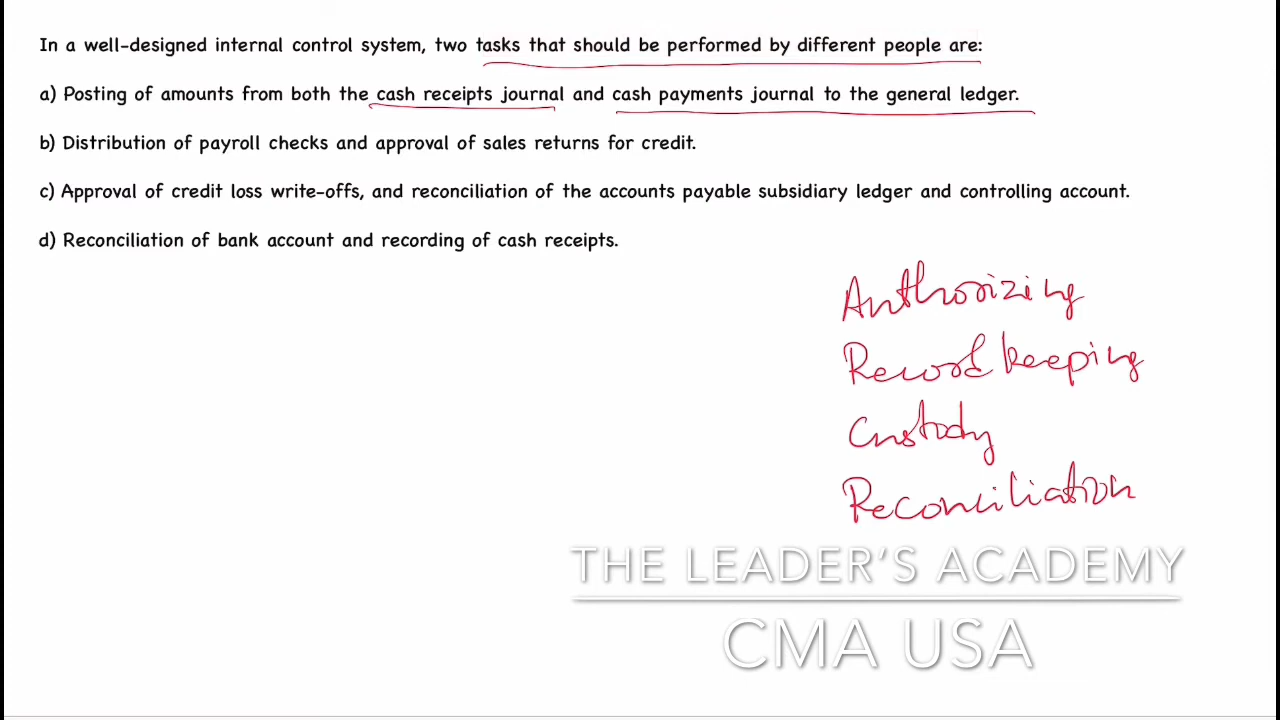 In a well-designed internal control system, two tasks that should be performed by different people are:
a) Posting of amounts from both the cash receipts journal and cash payments journal to the general ledger.
b) Distribution of payroll checks and approval of sales returns for credit.
c) Approval of credit loss write-offs, and reconciliation of the accounts payable subsidiary ledger and controlling account.
d) Reconciliation of bank account and recording of cash receipts.
Authorizing
Record keeping
Custody
Reconciliation
THE LEADER'S ACADEMY
CMA USA